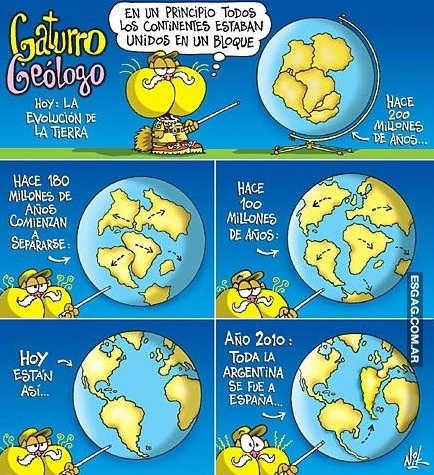 Gaturro
Geólogo
HOY: LA
EVOLUCIÓN DE
LA TIERRA
EN UN PRINCIPIO TODOS
LOS CONTINENTES ESTABAN
UNIDOS EN UN BLOQUE
HACE
200
MILLONES
DE AÑOS...
HACE 180
MILLONES DE
AÑOS
COMIENZAN
A
SEPARARSE:
HACE
100
MILLONES
DE AÑOS:
HOY
ESTÁN
ASÍ...
AÑO 2010:
TODA LA
ARGENTINA
SE FUE A
ESPAÑA...
NIK
ESGAG.COM.AR